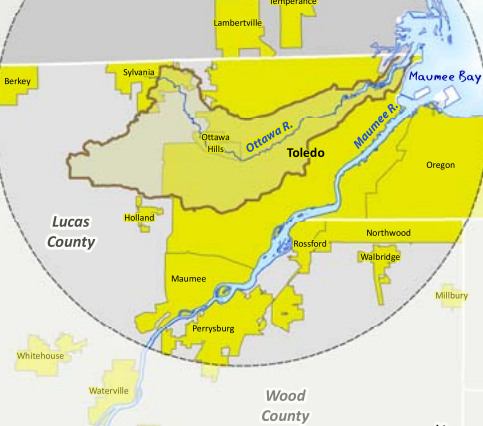 Temperance
Lambertville
Sylvania
Berkey
Maumee Bay
Ottawa
Hills
Ottawa R.
Maumee R.
Toledo
Oregon
Lucas
County
Holland
Northwood
Rossford
Walbridge
Maumee
Millbury
Perrysburg
Whitehouse
Waterville
Wood
County